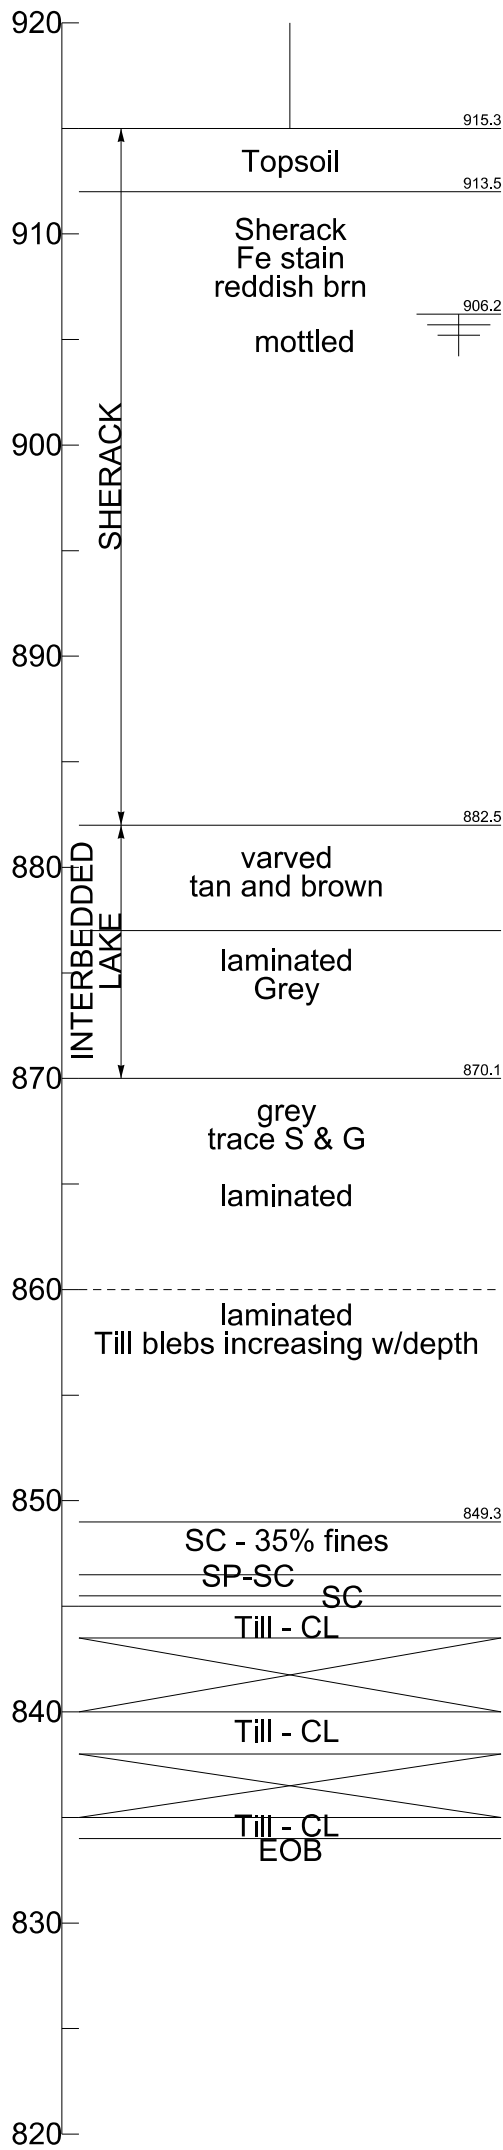 920
915.3
Topsoil
913.5
910
Sherack
Fe stain
reddish brn
906.2
mottled
900
SHERACK
890
882.5
880
varved
tan and brown
INTERBEDDED
LAKE
laminated
Grey
870
870.1
grey
trace S & G
laminated
860
laminated
Till blebs increasing w/depth
850
849.3
SC - 35% fines
SP-SC
SC
Till - CL
840
Till - CL
Till - CL
EOB
830
820